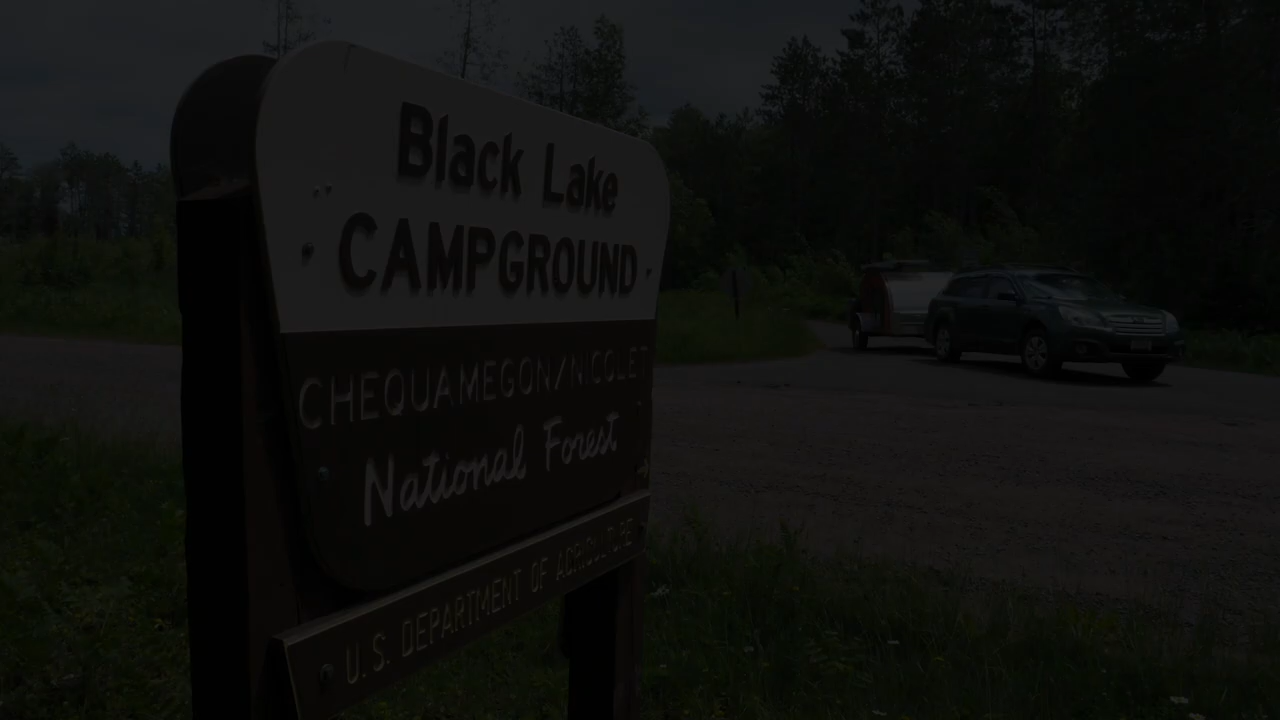 Black Lake
CAMPGROUND
CHEQUAMEGON/NICOLET
National Forest
U.S. DEPARTMENT OF AGRICULTURE